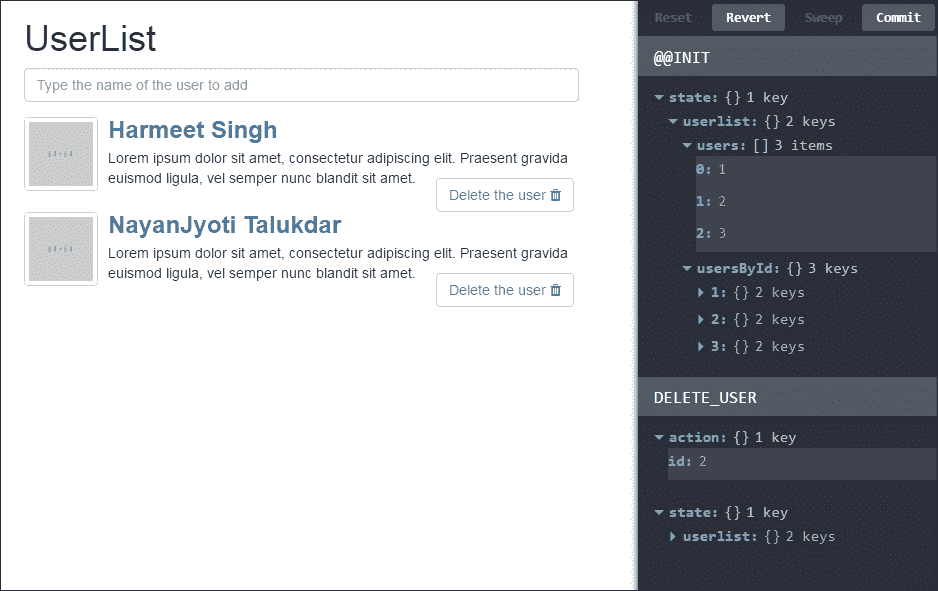 UserList
Type the name of the user to add
64×64
Harmeet Singh
Lorem ipsum dolor sit amet, consectetur adipiscing elit. Praesent gravida
euismod ligula, vel semper nunc blandit sit amet.
Delete the user
64×64
NayanJyoti Talukdar
Lorem ipsum dolor sit amet, consectetur adipiscing elit. Praesent gravida
euismod ligula, vel semper nunc blandit sit amet.
Delete the user
Reset Revert Sweep Commit
@@INIT
state: {} 1 key
userlist: {} 2 keys
users: [] 3 items
0: 1
1: 2
2: 3
usersById: {} 3 keys
1: {} 2 keys
2: {} 2 keys
3: {} 2 keys
DELETE_USER
action: {} 1 key
id: 2
state: {} 1 key
userlist: {} 2 keys